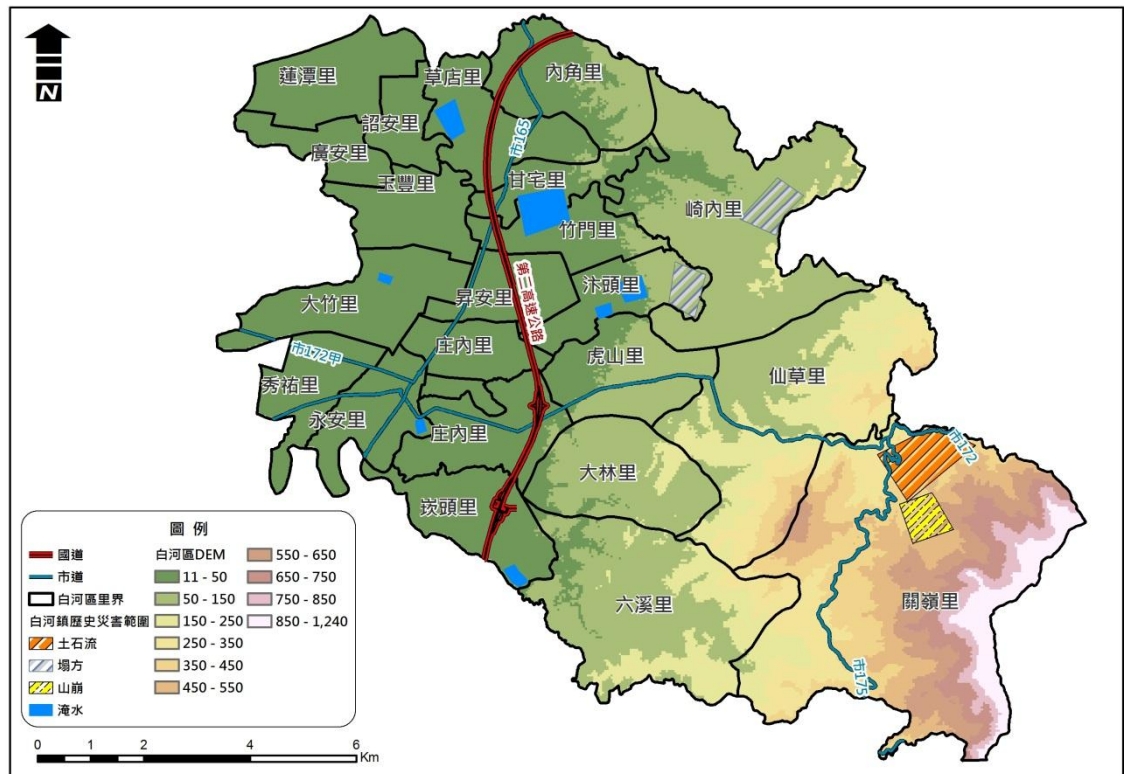 N
蓮潭里
草店里
內角里
詔安里
市165
廣安里
玉豐里
甘宅里
崎內里
竹門里
第三高速公路
汴頭里
昇安里
大竹里
庄內里
虎山里
市172甲
仙草里
秀祐里
永安里
庄內里
市172
大林里
崁頭里
六溪里
關嶺里
市175
圖 例
國道
市道
白河區里界
白河鎮歷史災害範圍
土石流
塌方
山崩
淹水
白河區DEM
11 - 50
50 - 150
150 - 250
250 - 350
350 - 450
450 - 550
550 - 650
650 - 750
750 - 850
850 - 1,240
0 1 2 4 6
Km